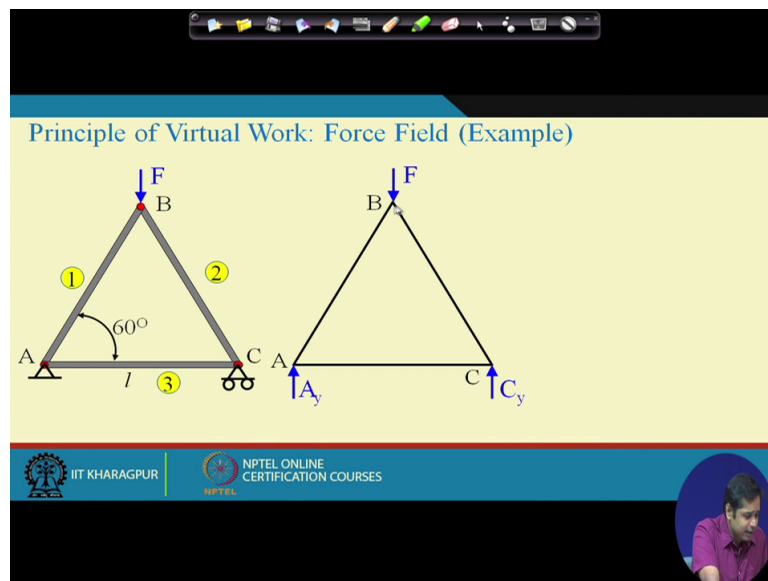 Principle of Virtual Work: Force Field (Example)
F
B
1
2
60°
A
C
l
3
F
B
A
C
Ay
Cy
IIT KHARAGPUR
NPTEL
NPTEL ONLINE
CERTIFICATION COURSES